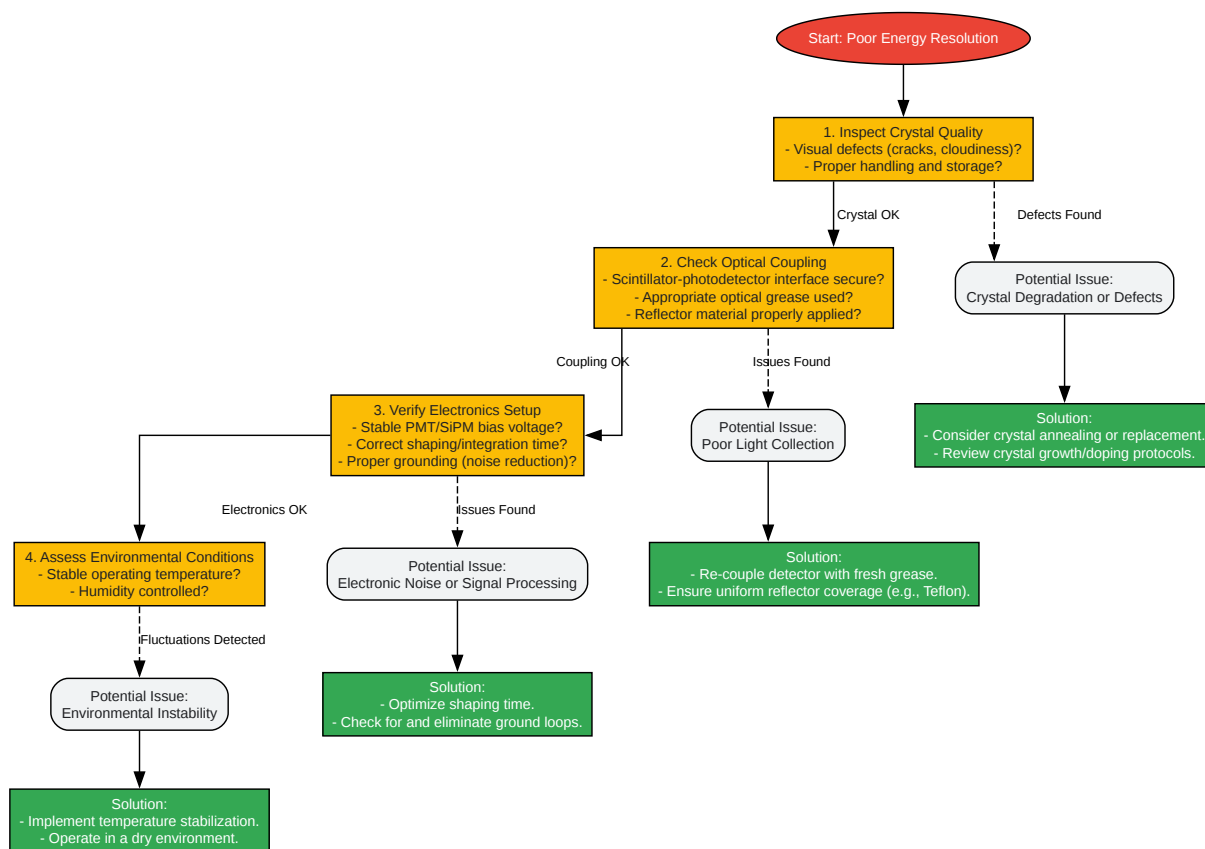 Start: Poor Energy Resolution
1. Inspect Crystal Quality
- Visual defects (cracks, cloudiness)?
- Proper handling and storage?
Crystal OK
Defects Found
2. Check Optical Coupling
- Scintillator-photodetector interface secure?
- Appropriate optical grease used?
- Reflector material properly applied?
Potential Issue:
Crystal Degradation or Defects
Coupling OK
Issues Found
3. Verify Electronics Setup
- Stable PMT/SiPM bias voltage?
- Correct shaping/integration time?
- Proper grounding (noise reduction)?
Potential Issue:
Poor Light Collection
Solution:
- Consider crystal annealing or replacement.
- Review crystal growth/doping protocols.
Electronics OK
Issues Found
4. Assess Environmental Conditions
- Stable operating temperature?
- Humidity controlled?
Potential Issue:
Electronic Noise or Signal Processing
Solution:
- Re-couple detector with fresh grease.
- Ensure uniform reflector coverage (e.g., Teflon).
Fluctuations Detected
Potential Issue:
Environmental Instability
Solution:
- Optimize shaping time.
- Check for and eliminate ground loops.
Solution:
- Implement temperature stabilization.
- Operate in a dry environment.